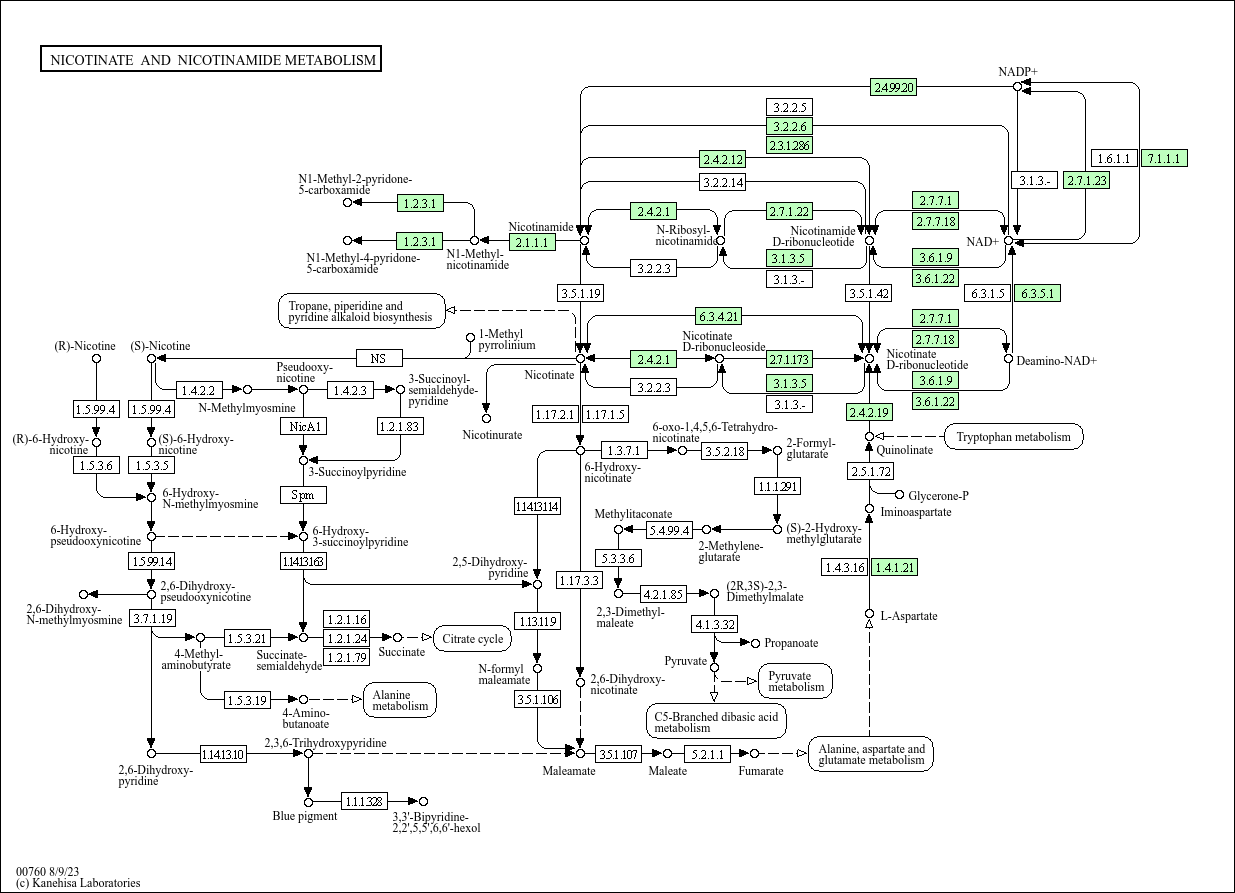 NICOTINATE AND NICOTINAMIDE METABOLISM
NADP+
2.4.99.20
3.2.2.5
3.2.2.6
2.3.1.286
2.4.2.12
3.2.2.14
1.6.1.1
7.1.1.1
3.1.3.-
2.7.1.23
N1-Methyl-2-pyridone-
5-carboxamide
1.2.3.1
2.4.2.1
2.7.1.22
2.7.7.1
2.7.7.18
Nicotinamide
N-Ribosyl-
nicotinamide
Nicotinamide
D-ribonucleotide
NAD+
1.2.3.1
2.1.1.1
N1-Methyl-
nicotinamide
N1-Methyl-4-pyridone-
5-carboxamide
3.2.2.3
3.1.3.5
3.1.3.-
3.6.1.9
3.6.1.22
3.5.1.19
3.5.1.42
6.3.1.5
6.3.5.1
Tropane, piperidine and
pyridine alkaloid biosynthesis
6.3.4.21
2.7.7.1
2.7.7.18
(R)-Nicotine
(S)-Nicotine
NS
1-Methyl
pyrrolinium
Nicotinate
D-ribonucleoside
Nicotinate
D-ribonucleotide
Deamino-NAD+
2.4.2.1
2.7.1.173
Nicotinate
3.2.2.3
3.1.3.5
3.1.3.-
3.6.1.9
3.6.1.22
Pseudooxy-
nicotine
1.4.2.2
1.4.2.3
3-Succinoyl-
semialdehyde-
pyridine
N-Methylmyosmine
1.5.99.4
1.5.99.4
NicA1
1.2.1.83
Nicotinurate
1.17.2.1
1.17.1.5
2.4.2.19
(R)-6-Hydroxy-
nicotine
(S)-6-Hydroxy-
nicotine
6-oxo-1,4,5,6-Tetrahydro-
nicotinate
2-Formyl-
glutarate
Quinolinate
Tryptophan metabolism
1.5.3.6
1.5.3.5
3-Succinoylpyridine
6-Hydroxy-
nicotinate
1.3.7.1
3.5.2.18
2.5.1.72
6-Hydroxy-
N-methylmyosmine
Spm
1.14.13.114
1.1.1.291
Glycerone-P
Iminoaspartate
6-Hydroxy-
pseudooxynicotine
6-Hydroxy-
3-succinoylpyridine
Methylitaconate
5.4.99.4
2-Methylene-
glutarate
(S)-2-Hydroxy-
methylglutarate
1.5.99.14
1.14.13.163
2,5-Dihydroxy-
pyridine
5.3.3.6
1.4.3.16
1.4.1.21
1.17.3.3
2,6-Dihydroxy-
pseudooxynicotine
2,6-Dihydroxy-
N-methylmyosmine
2,3-Dimethyl-
maleate
4.2.1.85
(2R,3S)-2,3-
Dimethylmalate
3.7.1.19
1.2.1.16
1.2.1.24
1.2.1.79
1.13.11.9
4.1.3.32
L-Aspartate
1.5.3.21
4-Methyl-
aminobutyrate
Succinate-
semialdehyde
Succinate
Citrate cycle
Propanoate
Pyruvate
N-formyl
maleamate
2,6-Dihydroxy-
nicotinate
Pyruvate
metabolism
1.5.3.19
4-Amino-
butanoate
Alanine
metabolism
3.5.1.106
C5-Branched dibasic acid
metabolism
2,3,6-Trihydroxypyridine
1.14.13.10
2,6-Dihydroxy-
pyridine
Maleamate
3.5.1.107
Maleate
5.2.1.1
Fumarate
Alanine, aspartate and
glutamate metabolism
Blue pigment
1.1.1.328
3,3'-Bipyridine-
2,2',5,5',6,6'-hexol
00760 8/9/23
(c) Kanehisa Laboratories